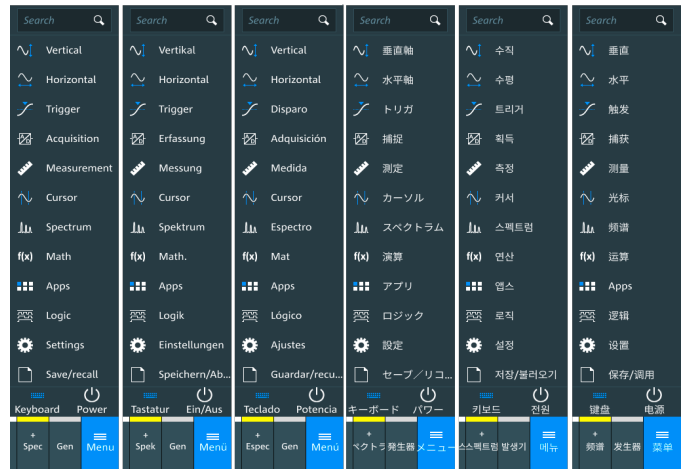 Search
Vertical
Horizontal
Trigger
Acquisition
Measurement
Cursor
Spectrum
f(x) Math
Apps
Logic
Settings
Save/recall
Keyboard Power
+
Spec Gen Menu
Search
Vertikal
Horizontal
Trigger
Erfassung
Messung
Cursor
Spektrum
f(x) Math.
Apps
Logik
Einstellungen
Speichern/Ab...
Tastatur Ein/Aus
+
Spek Gen Menü
Search
Vertical
Horizontal
Disparo
Adquisición
Medida
Cursor
Espectro
f(x) Mat
Apps
Lógico
Ajustes
Guardar/recu...
Teclado Potencia
+
Espec Gen Menú
Search
垂直軸
水平軸
トリガ
捕捉
測定
カーソル
スペクトラム
f(x) 演算
アプリ
ロジック
設定
セーブ／リコ...
キーボード パワー
+
ペクトラ 発生器 メニュー
Search
수직
수평
트리거
획득
측정
커서
스펙트럼
f(x) 연산
앱스
로직
설정
저장/불러오기
키보드 전원
+
스펙트럼 발생기 메뉴
Search
垂直
水平
触发
捕获
测量
光标
频谱
f(x) 运算
Apps
逻辑
设置
保存/调用
键盘 电源
+
频谱 发生器 菜单